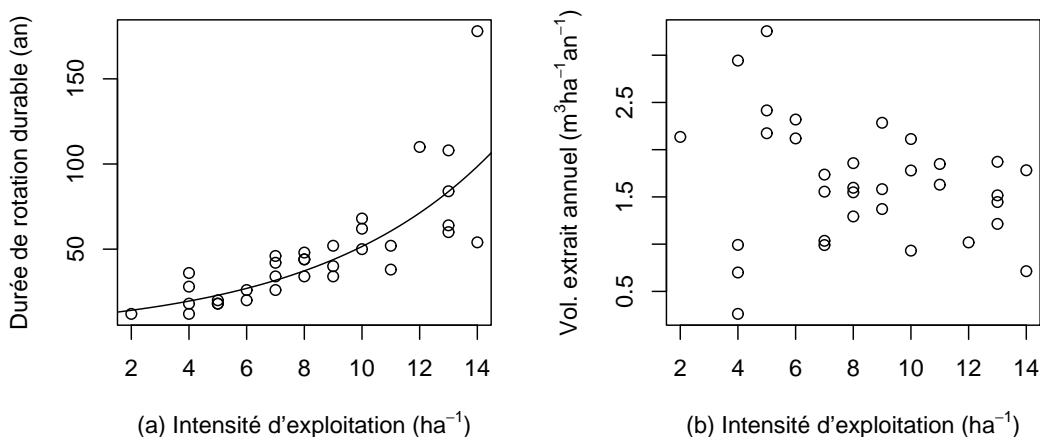 Durée de rotation durable (an)
150
100
50
2 4 6 8 10 12 14
(a) Intensité d'exploitation (ha⁻¹)
Vol. extrait annuel (m³ha⁻¹an⁻¹)
2.5
1.5
0.5
2 4 6 8 10 12 14
(b) Intensité d'exploitation (ha⁻¹)